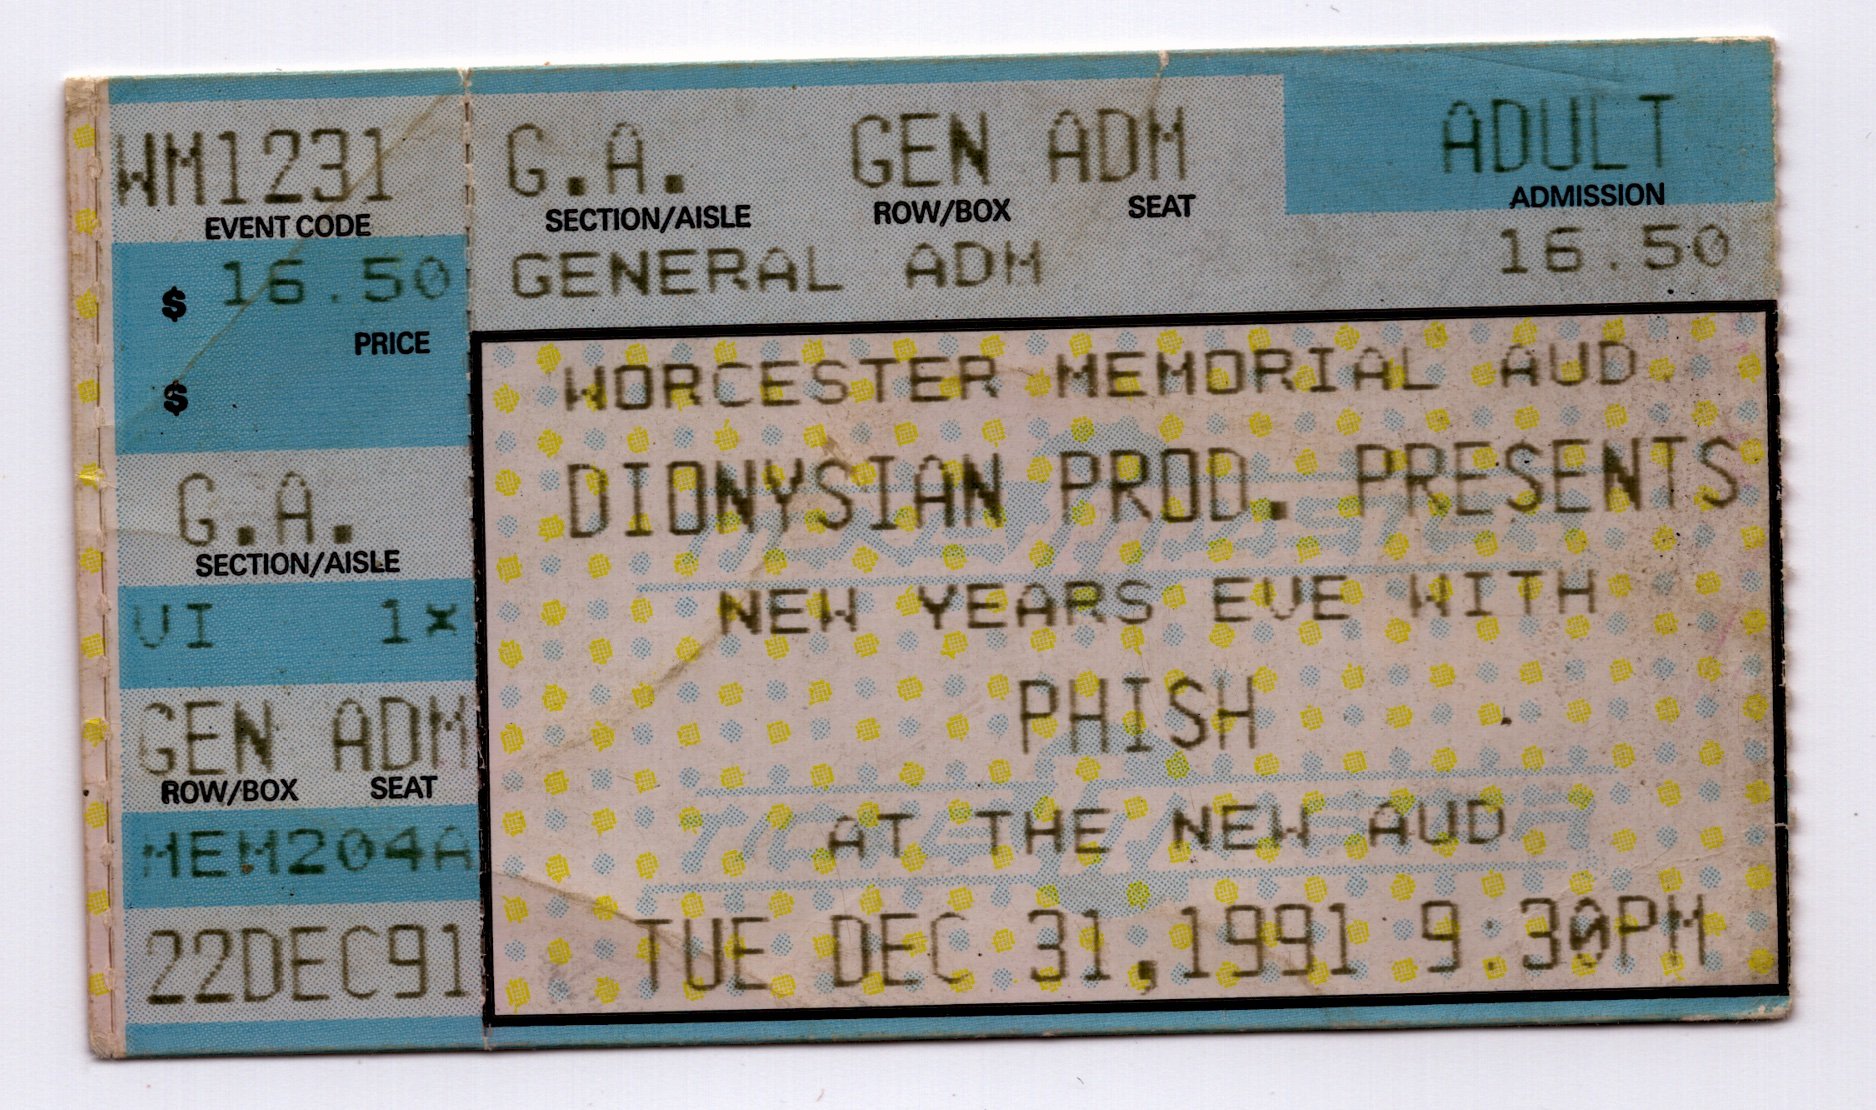 WM1231
EVENT CODE
$ 16.50
PRICE
$
G.A.
SECTION/AISLE
VI 1*
GEN ADM
ROW/BOX SEAT
MEM204A
22DEC91
G.A. GEN ADM ADULT
SECTION/AISLE ROW/BOX SEAT ADMISSION
GENERAL ADM 16.50
WORCESTER MEMORIAL AUD.
DIONYSIAN PROD. PRESENTS
NEW YEARS EVE WITH
PHISH
AT THE NEW AUD
TUE DEC 31,1991 9:30PM